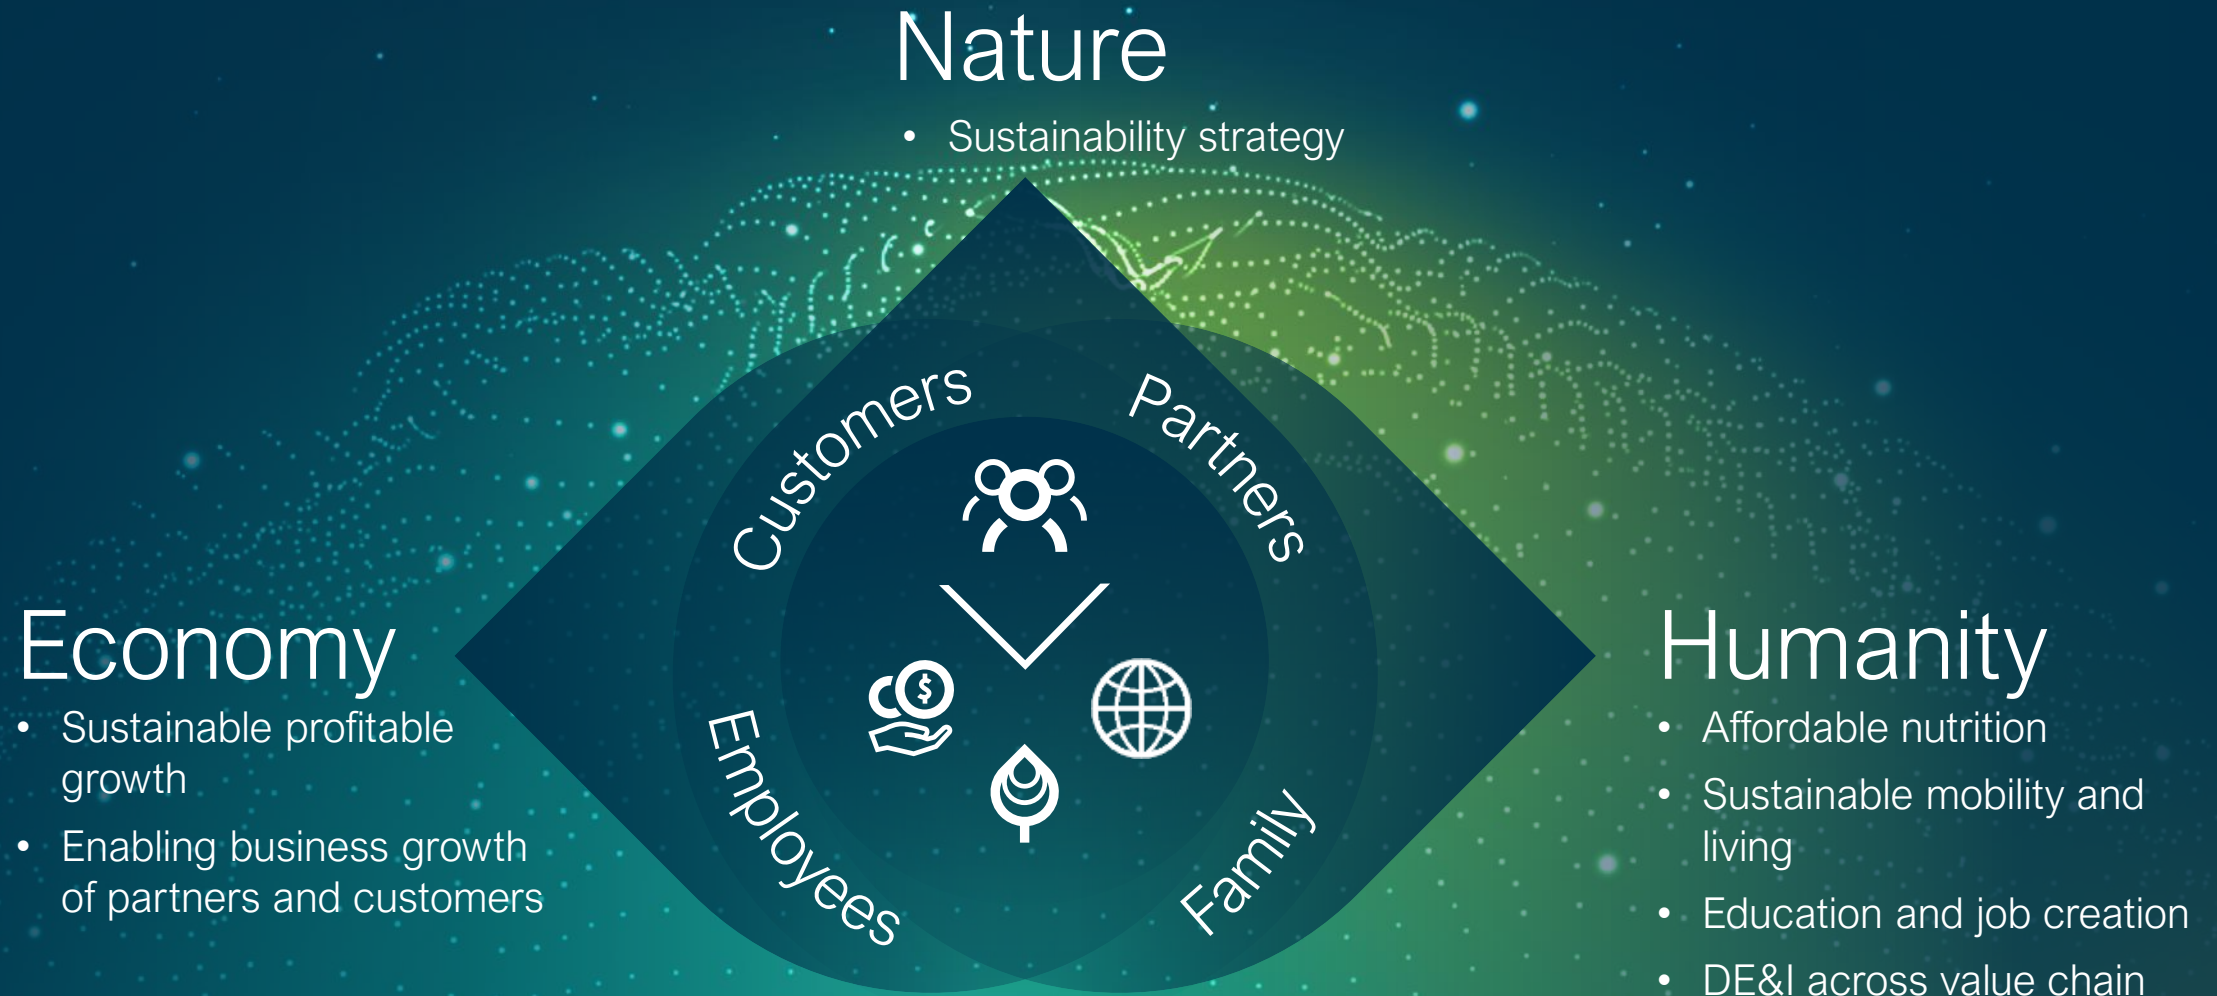 Nature
• Sustainability strategy
Customers
Partners
$
Economy
• Sustainable profitable
growth
• Enabling business growth
of partners and customers
Employees
Family
Humanity
• Affordable nutrition
• Sustainable mobility and
living
• Education and job creation
• DE&I across value chain